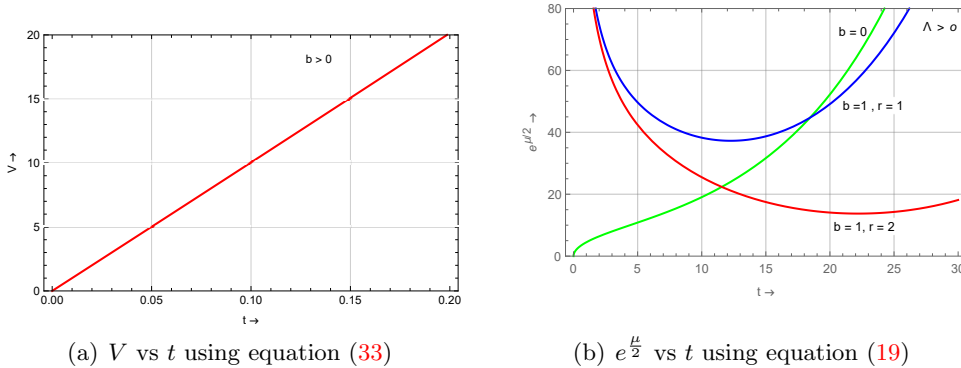 b > 0
V →
20
15
10
5
0
0.00 0.05 0.10 0.15 0.20
t →
(a) V vs t using equation (33)
b = 0
Λ > o
b =1 , r = 1
b = 1, r = 2
e^{μ/2} →
80
60
40
20
0
0 5 10 15 20 25 30
t →
(b) e^{\frac{μ}{2}} vs t using equation (19)